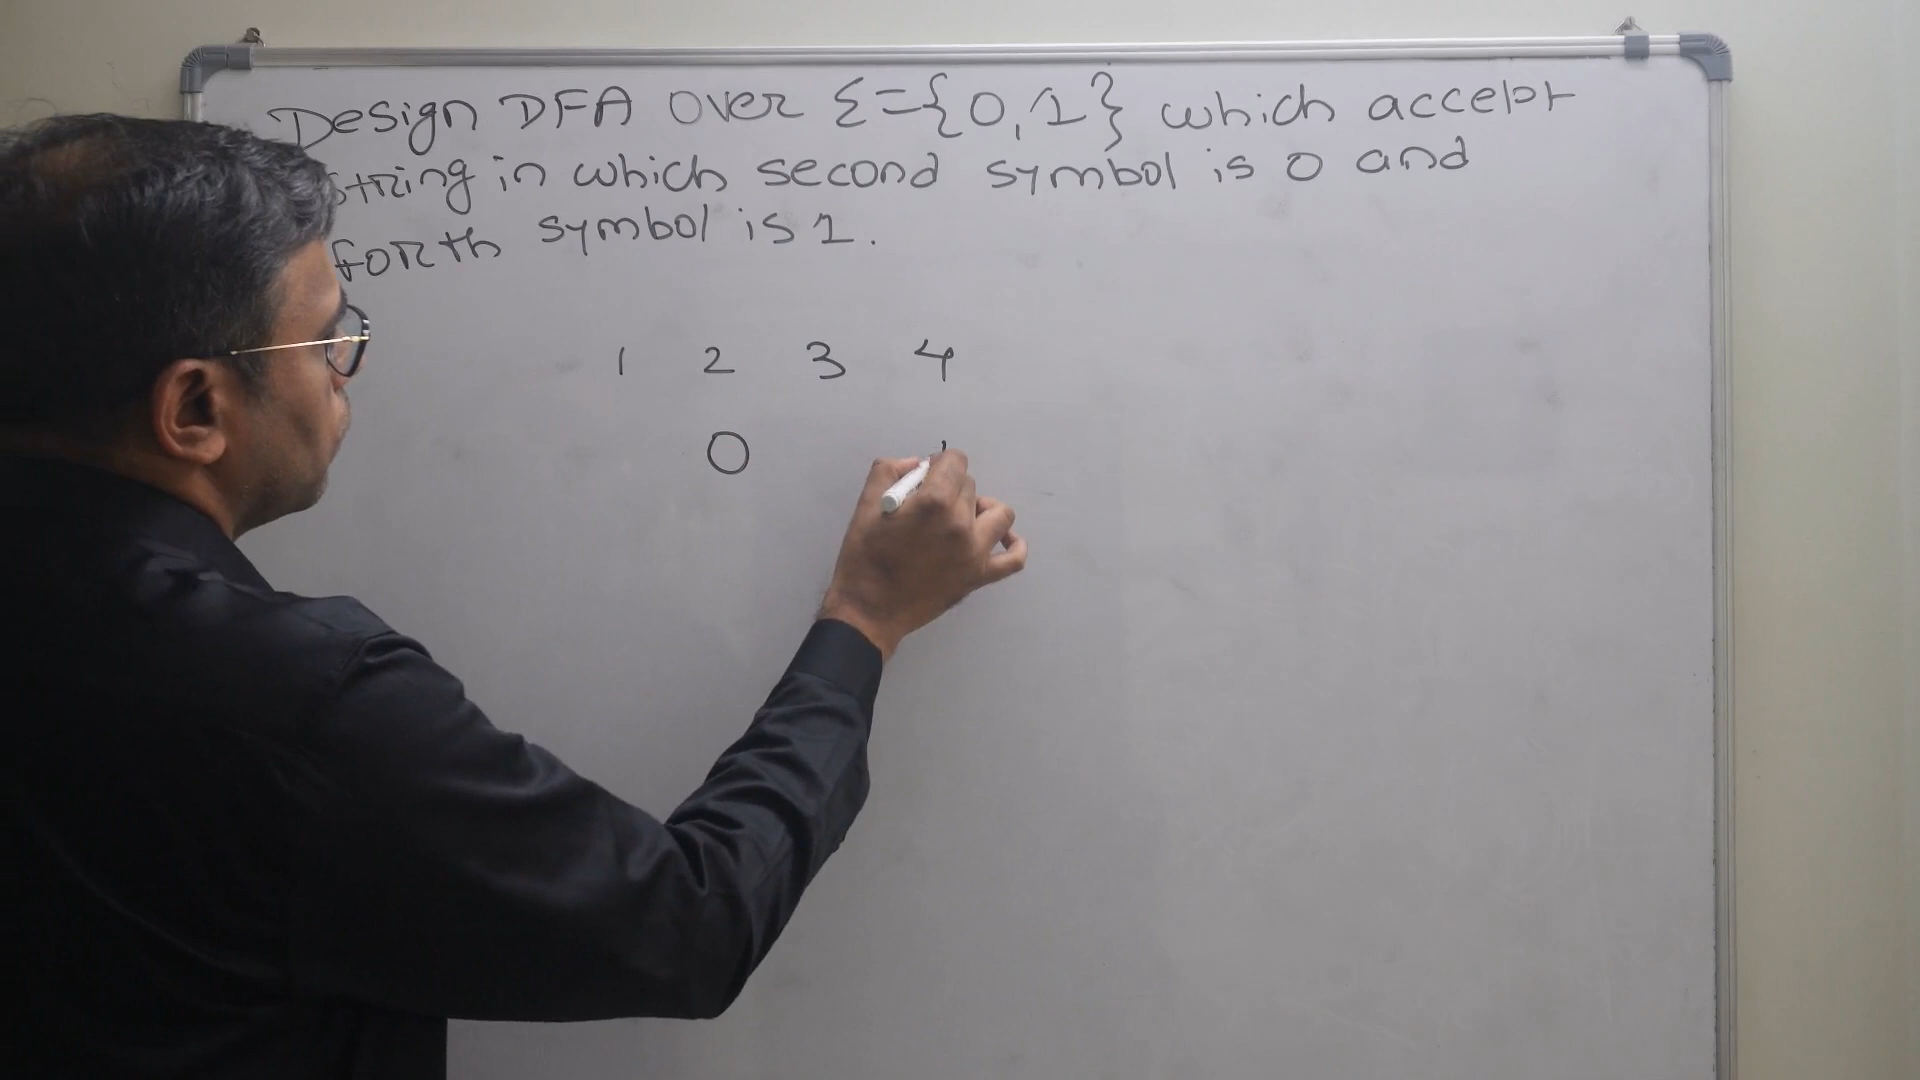 Design DFA over Σ={0,1} which accept
string in which second symbol is 0 and
forth symbol is 1.
1 2 3 4
0